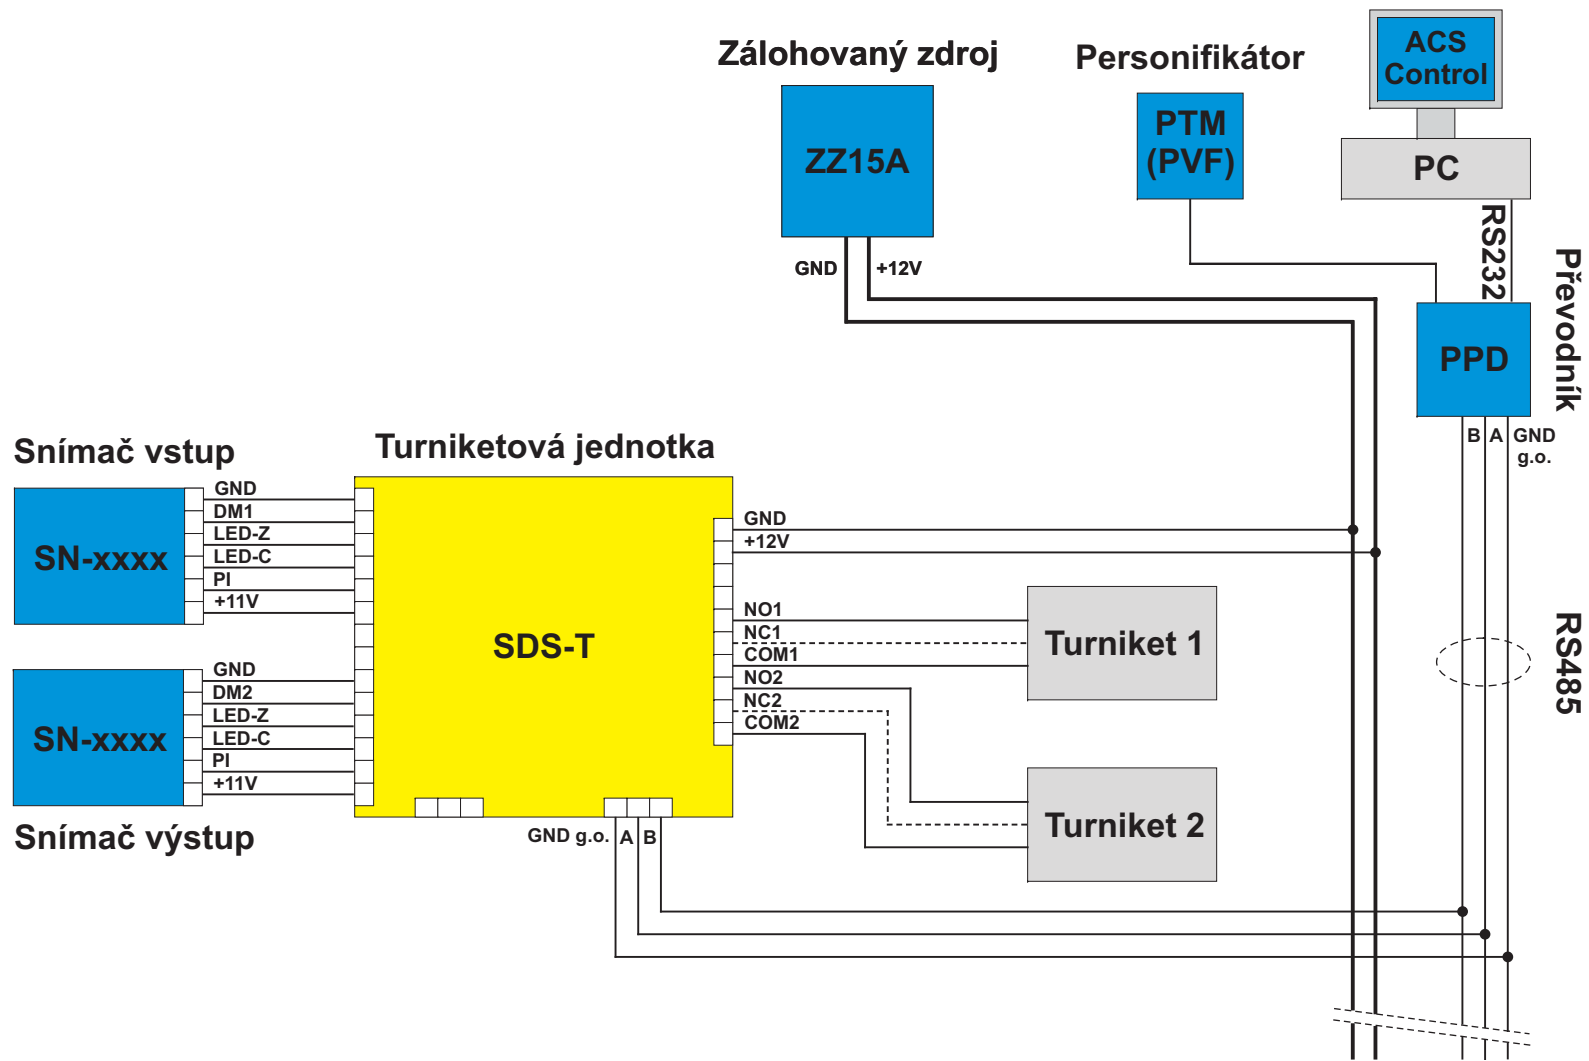 Zálohovaný zdroj
Personifikátor
ACS
Control
PTM
(PVF)
ZZ15A
PC
RS232
Převodník
GND
+12V
PPD
B
A
GND
g.o.
Snímač vstup
Turniketová jednotka
SN-xxxx
GND
DM1
LED-Z
LED-C
PI
+11V
SDS-T
GND
+12V
NO1
NC1
COM1
NO2
NC2
COM2
Turniket 1
RS485
SN-xxxx
GND
DM2
LED-Z
LED-C
PI
+11V
Turniket 2
Snímač výstup
GND g.o.
A
B